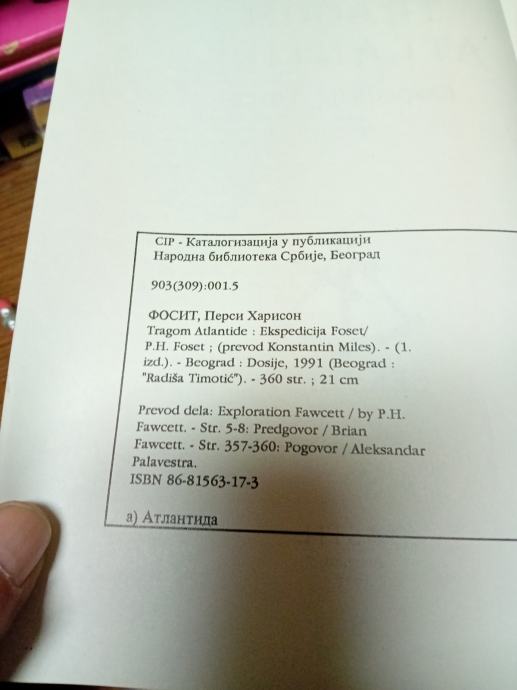 CIP - Каталогизација у публикацији
Народна библиотека Србије, Београд
903(309):001.5
ФОСИТ, Перси Харисон
Tragom Atlantide : Ekspedicija Foset/
P.H. Foset ; (prevod Konstantin Miles). - (1.
izd.). - Beograd : Dosije, 1991 (Beograd :
"Radiša Timotić"). - 360 str. ; 21 cm
Prevod dela: Exploration Fawcett / by P.H.
Fawcett. - Str. 5-8: Predgovor / Brian
Fawcett. - Str. 357-360: Pogovor / Aleksandar
Palavestra.
ISBN 86-81563-17-3
а) Атлантида